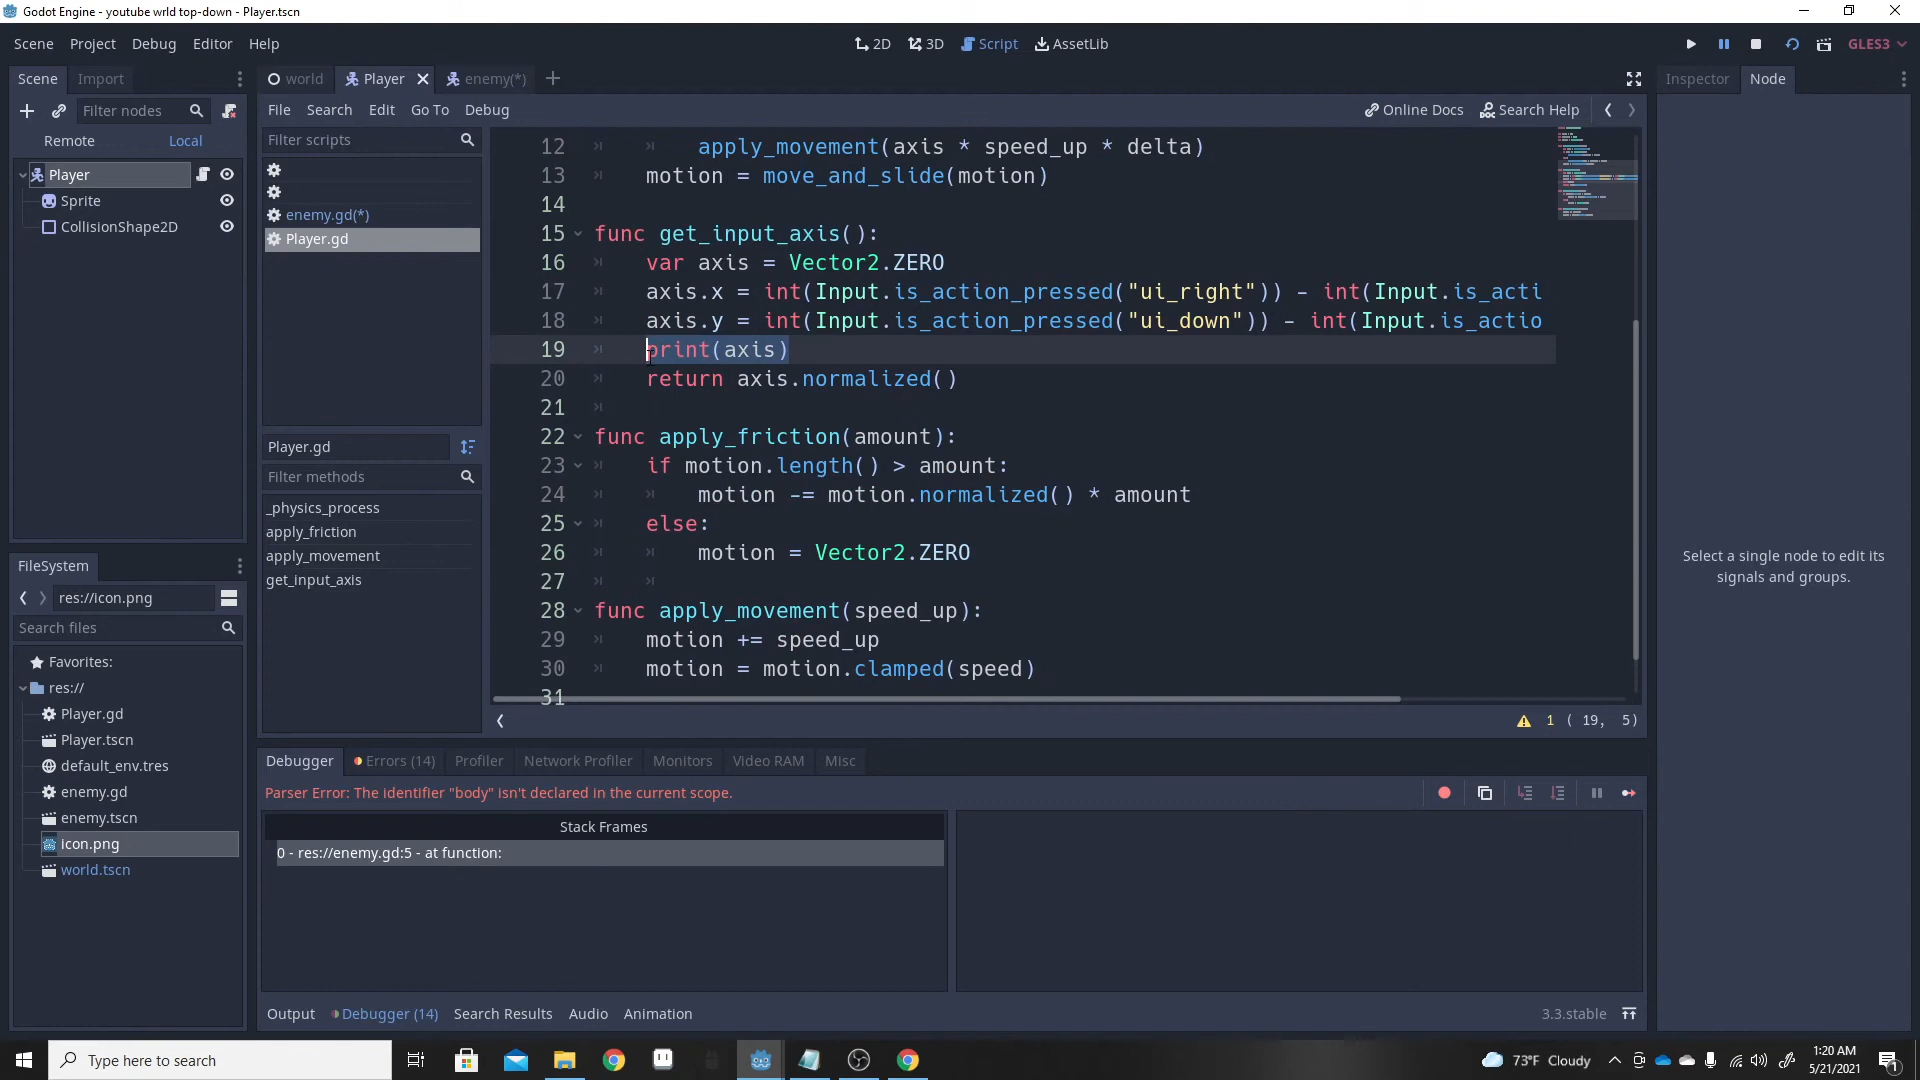 Godot Engine - youtube wrld top-down - Player.tscn
Scene Project Debug Editor Help
2D 3D Script AssetLib
GLES3
Scene Import
world Player enemy(*)
Inspector Node
Filter nodes
File Search Edit Go To Debug
Online Docs Search Help
Remote Local
Filter scripts
Player
Sprite
CollisionShape2D
enemy.gd(*)
Player.gd
12 apply_movement(axis * speed_up * delta)
13 motion = move_and_slide(motion)
14
15 func get_input_axis():
16 var axis = Vector2.ZERO
17 axis.x = int(Input.is_action_pressed("ui_right")) - int(Input.is_acti
18 axis.y = int(Input.is_action_pressed("ui_down")) - int(Input.is_actio
19 print(axis)
20 return axis.normalized()
21
22 func apply_friction(amount):
23 if motion.length() > amount:
24 motion -= motion.normalized() * amount
25 else:
26 motion = Vector2.ZERO
27
28 func apply_movement(speed_up):
29 motion += speed_up
30 motion = motion.clamped(speed)
31
Player.gd
Filter methods
_physics_process
apply_friction
apply_movement
get_input_axis
1 ( 19, 5)
Select a single node to edit its
signals and groups.
FileSystem
res://icon.png
Search files
Favorites:
res://
Player.gd
Player.tscn
default_env.tres
enemy.gd
enemy.tscn
icon.png
world.tscn
Debugger Errors (14) Profiler Network Profiler Monitors Video RAM Misc
Parser Error: The identifier "body" isn't declared in the current scope.
Stack Frames
0 - res://enemy.gd:5 - at function:
Output Debugger (14) Search Results Audio Animation
3.3.stable
Type here to search
73°F Cloudy
1:20 AM
5/21/2021
1